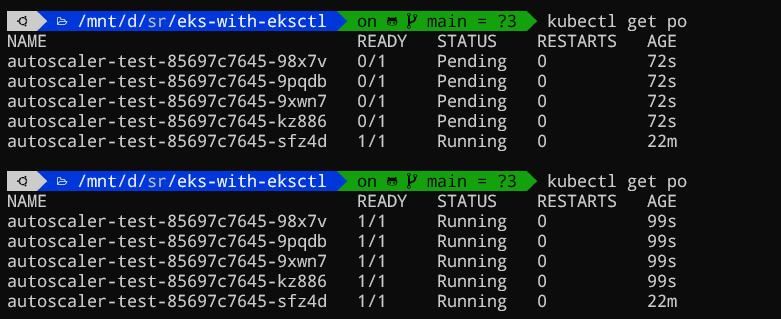 /mnt/d/sr/eks-with-eksctl on main = ?3 kubectl get po
NAME READY STATUS RESTARTS AGE
autoscaler-test-85697c7645-98x7v 0/1 Pending 0 72s
autoscaler-test-85697c7645-9pqdb 0/1 Pending 0 72s
autoscaler-test-85697c7645-9xwn7 0/1 Pending 0 72s
autoscaler-test-85697c7645-kz886 0/1 Pending 0 72s
autoscaler-test-85697c7645-sfz4d 1/1 Running 0 22m
/mnt/d/sr/eks-with-eksctl on main = ?3 kubectl get po
NAME READY STATUS RESTARTS AGE
autoscaler-test-85697c7645-98x7v 1/1 Running 0 99s
autoscaler-test-85697c7645-9pqdb 1/1 Running 0 99s
autoscaler-test-85697c7645-9xwn7 1/1 Running 0 99s
autoscaler-test-85697c7645-kz886 1/1 Running 0 99s
autoscaler-test-85697c7645-sfz4d 1/1 Running 0 22m